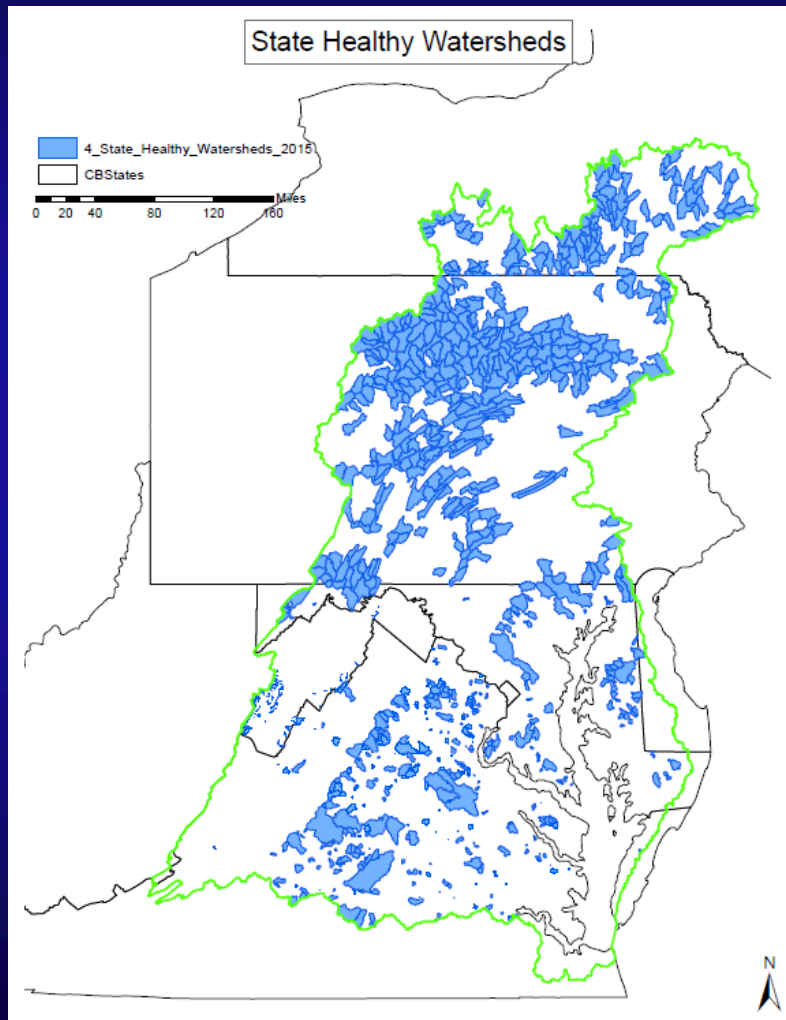 State Healthy Watersheds
4_State_Healthy_Watersheds_2015
CBStates
Miles
0 20 40 80 120 160
N